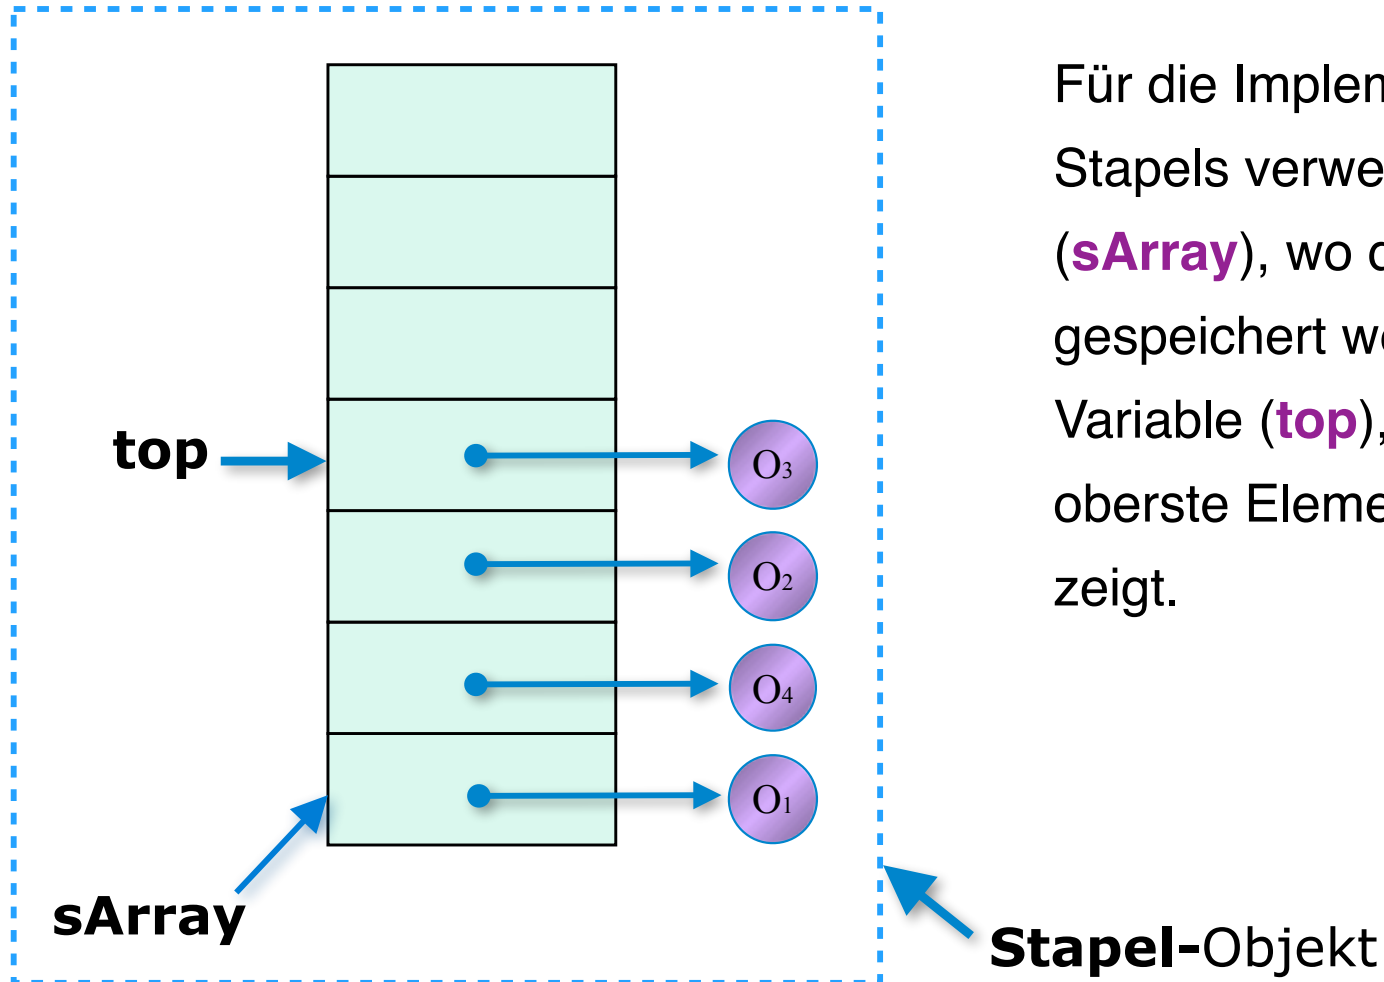 Für die Implem
Stapels verwe
(sArray), wo d
gespeichert we
Variable (top),
oberste Eleme
zeigt.
top
O₃
O₂
O₄
O₁
sArray
Stapel-Objekt